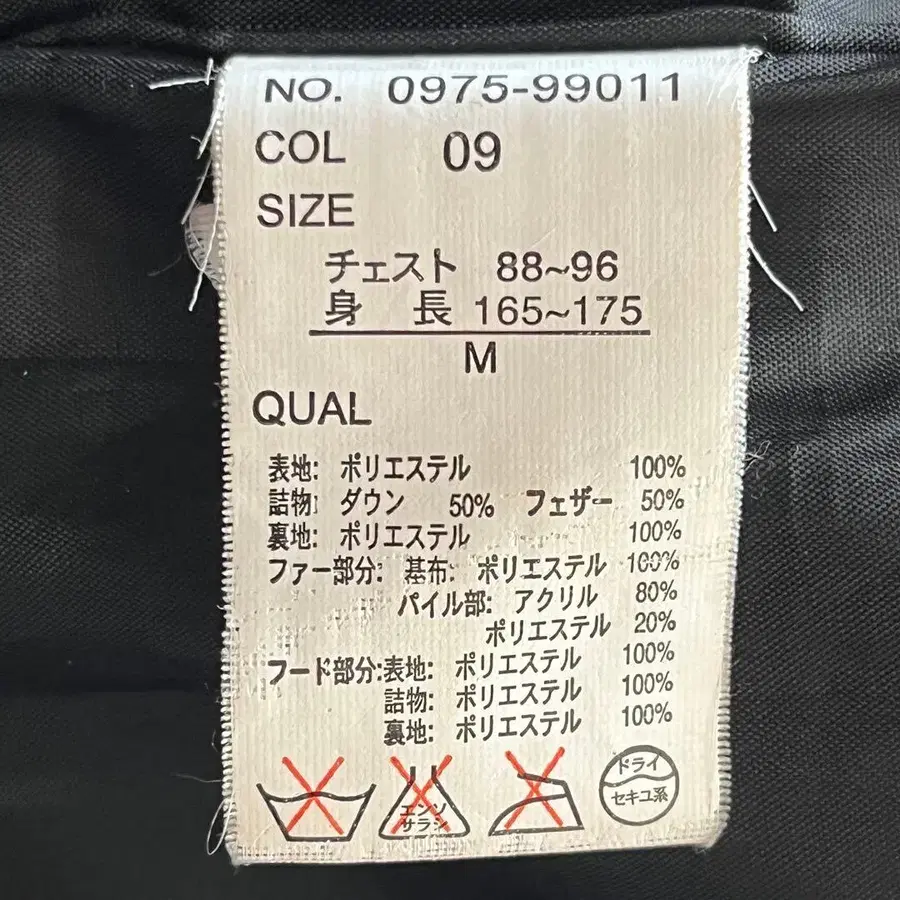 NO. 0975-99011
COL 09
SIZE
チェスト 88~96
身 長 165~175
M
QUAL
表地: ポリエステル 100%
詰物: ダウン 50% フェザー 50%
裏地: ポリエステル 100%
ファー部分: 基布: ポリエステル 100%
パイル部: アクリル 80%
ポリエステル 20%
フード部分:表地: ポリエステル 100%
詰物: ポリエステル 100%
裏地: ポリエステル 100%
エンソ
サラシ
ドライ
セキユ系